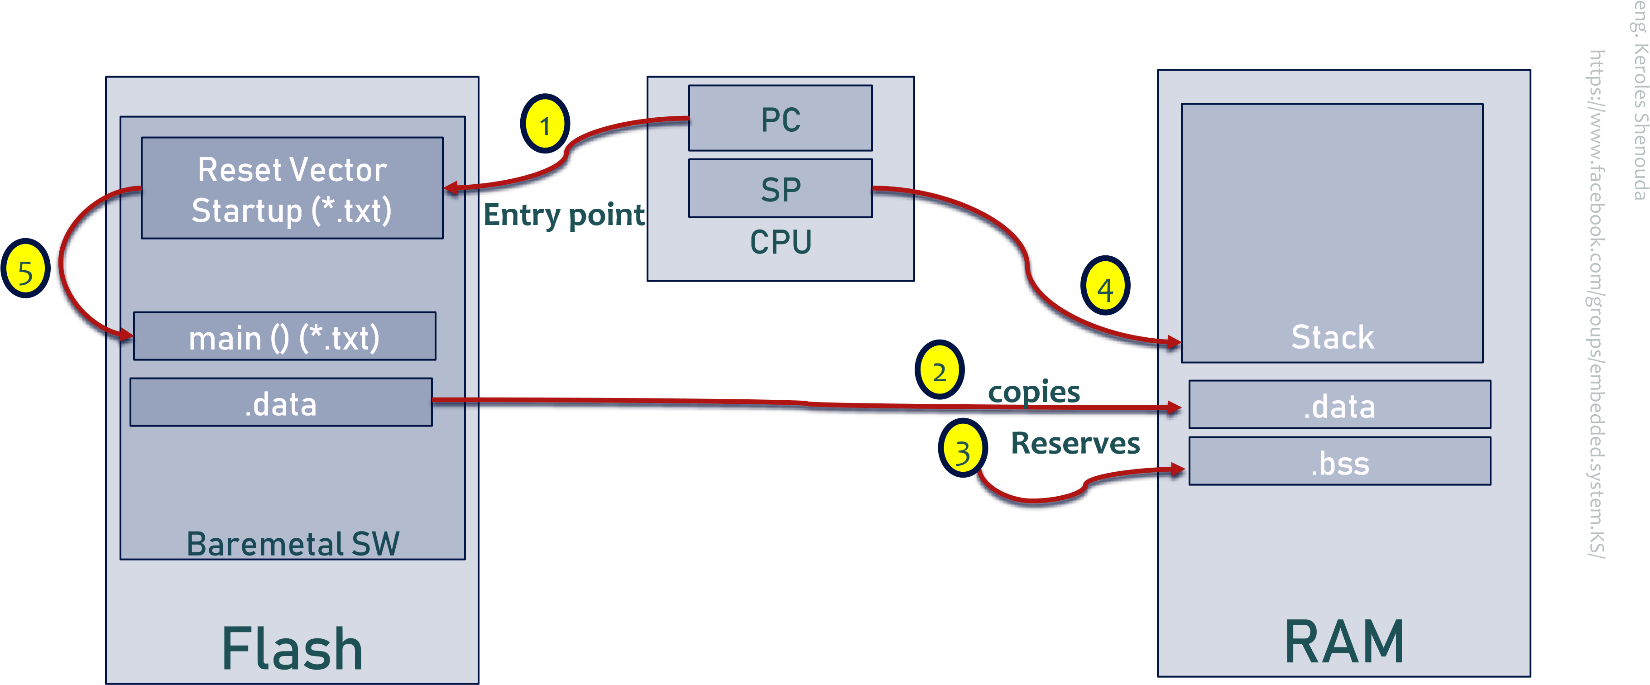 Reset Vector
Startup (*.txt)
main () (*.txt)
.data
Baremetal SW
Flash
1
5
Entry point
PC
SP
CPU
4
2
copies
3
Reserves
Stack
.data
.bss
RAM
eng. Keroles Shenouda
https://www.facebook.com/groups/embedded.system.KS/